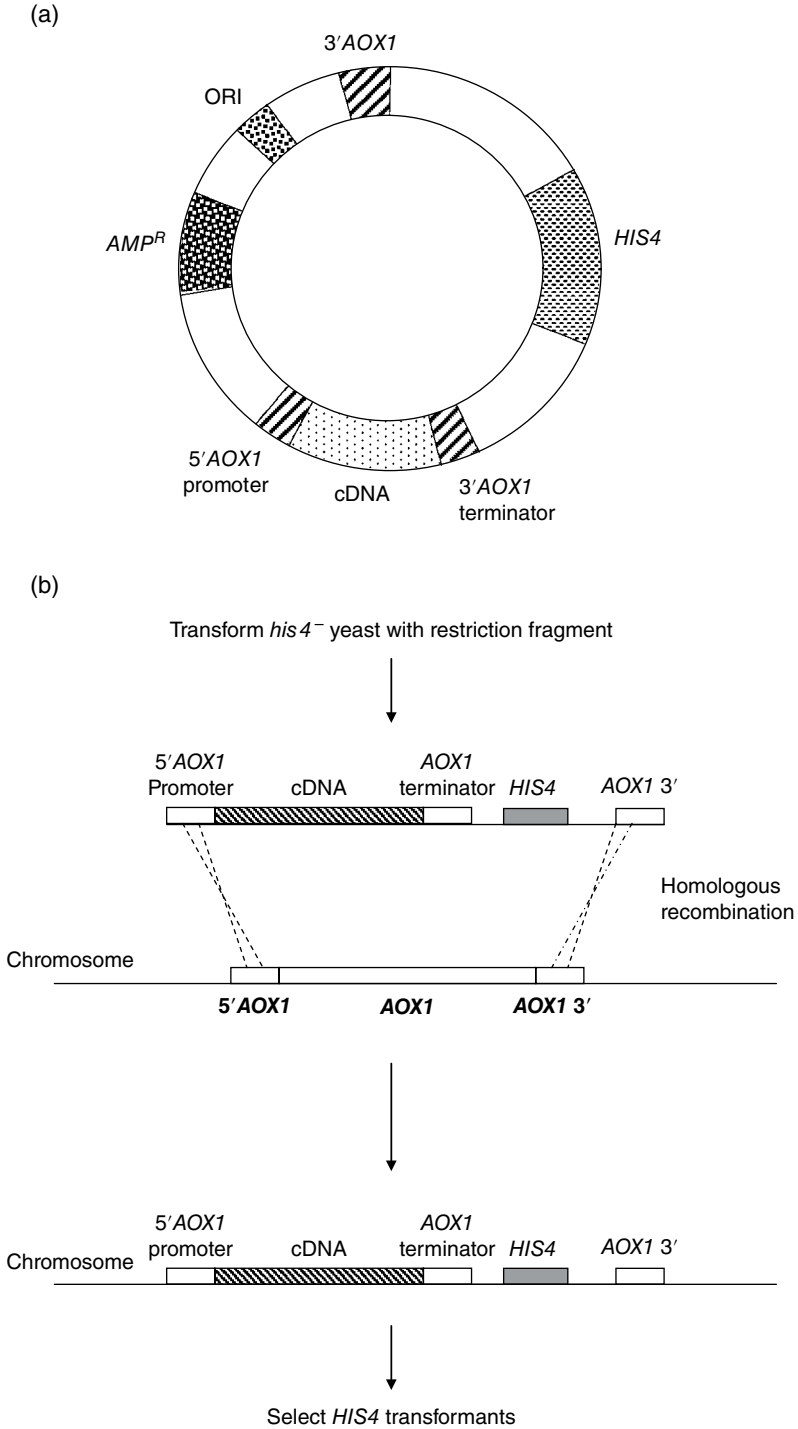 (a)
3′AOX1
ORI
AMPᴿ
HIS4
5′AOX1
promoter
cDNA
3′AOX1
terminator
(b)
Transform his4⁻ yeast with restriction fragment
5′AOX1
Promoter
cDNA
AOX1
terminator
HIS4
AOX1 3′
Homologous
recombination
Chromosome
5′AOX1
AOX1
AOX1 3′
5′AOX1
promoter
cDNA
AOX1
terminator
HIS4
AOX1 3′
Chromosome
Select HIS4 transformants